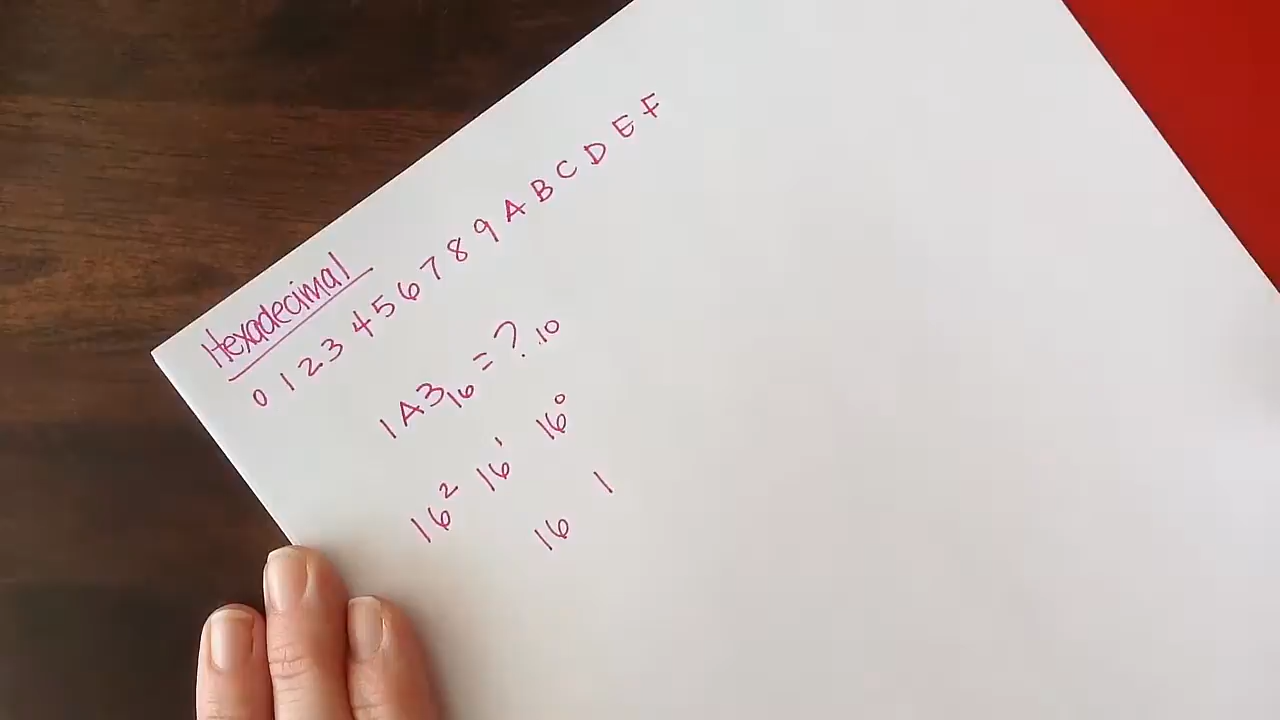 Hexadecimal
0 1 2 3 4 5 6 7 8 9 A B C D E F
1A3₁₆ = ?.₁₀
16² 16¹ 16⁰
16 1